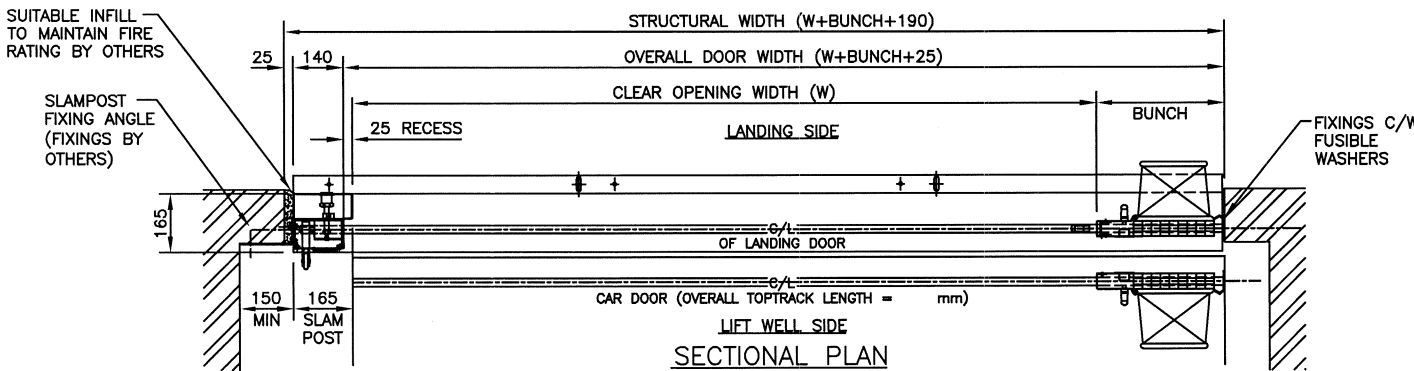 SUITABLE INFILL
TO MAINTAIN FIRE
RATING BY OTHERS
STRUCTURAL WIDTH (W+BUNCH+190)
25
140
OVERALL DOOR WIDTH (W+BUNCH+25)
CLEAR OPENING WIDTH (W)
BUNCH
SLAMPOST
FIXING ANGLE
(FIXINGS BY
OTHERS)
25 RECESS
LANDING SIDE
FIXINGS C/W
FUSIBLE
WASHERS
165
C/L
OF LANDING DOOR
C/L
CAR DOOR (OVERALL TOPTRACK LENGTH = mm)
150
MIN
165
SLAM
POST
LIFT WELL SIDE
SECTIONAL PLAN